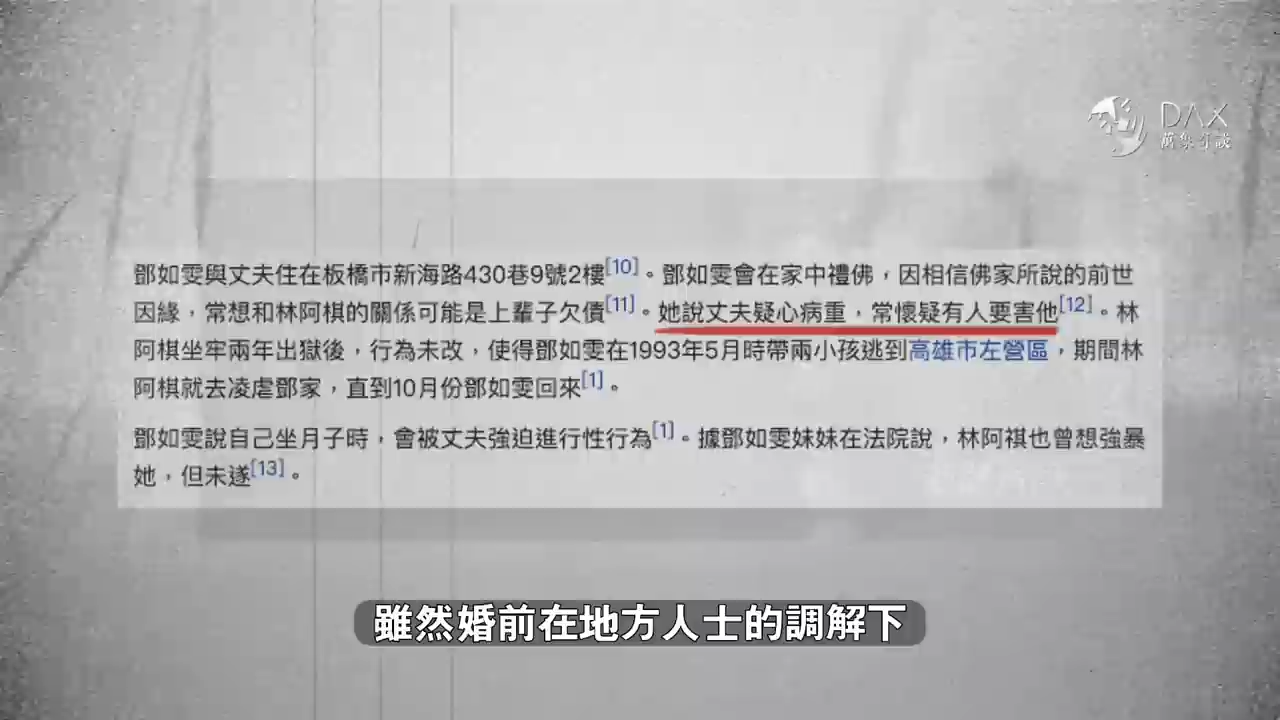 DAX
萬象奇談
鄧如雯與丈夫住在板橋市新海路430巷9號2樓[10]。鄧如雯會在家中禮佛，因相信佛家所說的前世
因緣，常想和林阿棋的關係可能是上輩子欠債[11]。她說丈夫疑心病重，常懷疑有人要害他[12]。林
阿棋坐牢兩年出獄後，行為未改，使得鄧如雯在1993年5月時帶兩小孩逃到高雄市左營區，期間林
阿棋就去凌虐鄧家，直到10月份鄧如雯回來[1]。
鄧如雯說自己坐月子時，會被丈夫強迫進行性行為[1]。據鄧如雯妹妹在法院說，林阿祺也曾想強暴
她，但未遂[13]。
雖然婚前在地方人士的調解下